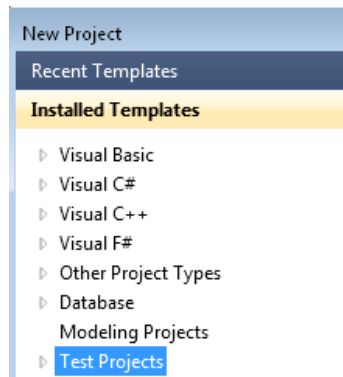 New Project
Recent Templates
Installed Templates
Visual Basic
Visual C#
Visual C++
Visual F#
Other Project Types
Database
Modeling Projects
Test Projects